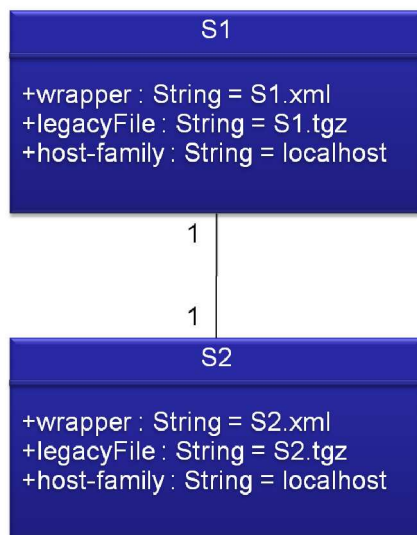 S1
+wrapper : String = S1.xml
+legacyFile : String = S1.tgz
+host-family : String = localhost
1
1
S2
+wrapper : String = S2.xml
+legacyFile : String = S2.tgz
+host-family : String = localhost